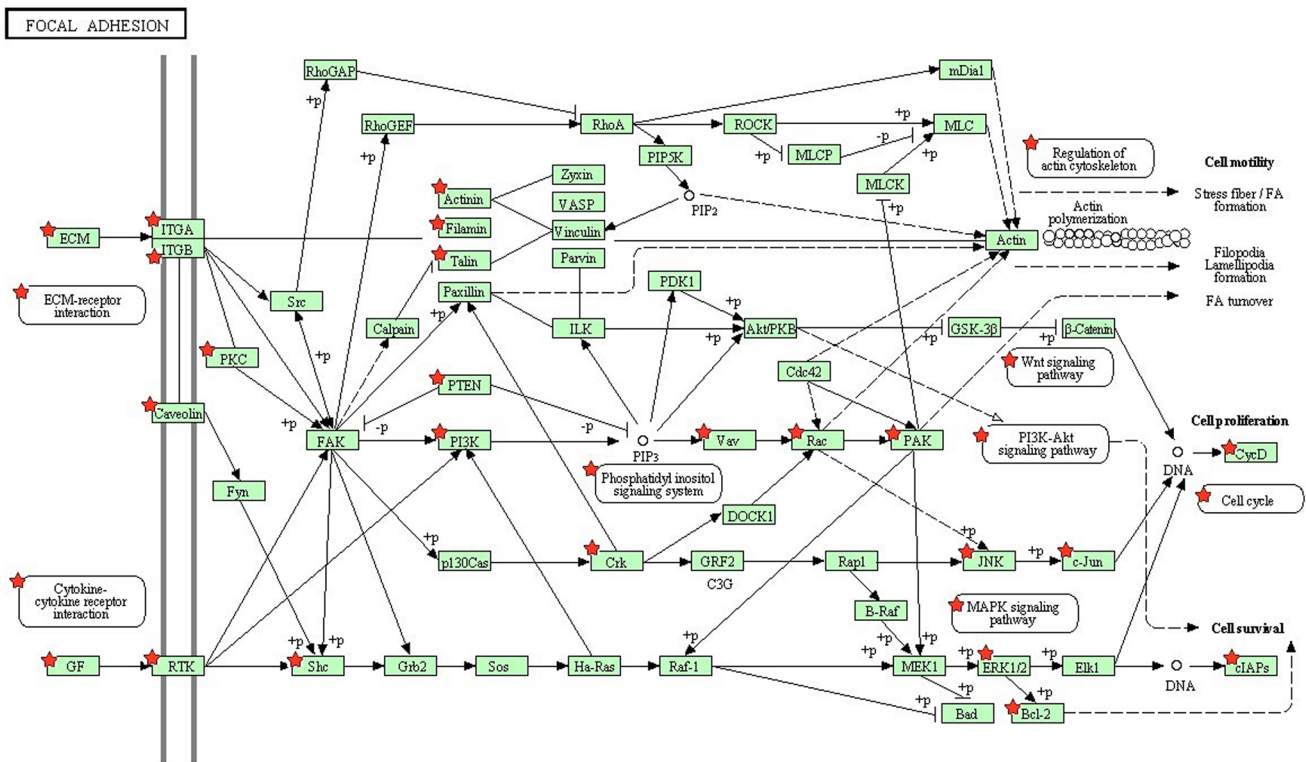 FOCAL ADHESION
RhoGAP
mDia1
+p
RhoGEF
RhoA
ROCK
+p
MLC
+p
+p
MLCP
-p
+p
PIP5K
MLCK
+p
PIP2
Regulation of
actin cytoskeleton
Cell motility
Stress fiber / FA
formation
Zyxin
Actinin
VASP
Filamin
Vinculin
Talin
Parvin
Paxillin
+p
ECM
ITGA
ITGB
Actin
Actin
polymerization
Filopodia
Lamellipodia
formation
FA turnover
ECM-receptor
interaction
Src
+p
Calpain
ILK
PDK1
+p
+p
Akt/PKB
GSK-3β
+p
β-Catenin
PKC
PTEN
Cdc42
Wnt signaling
pathway
Caveolin
+p
FAK
-p
PI3K
-p
PIP3
Vav
Rac
PAK
PI3K-Akt
signaling pathway
Cell proliferation
DNA
CycD
Cell cycle
Phosphatidyl inositol
signaling system
Fyn
DOCK1
+p
p130Cas
Crk
GRF2
C3G
Rap1
+p
JNK
+p
c-Jun
Cytokine-
cytokine receptor
interaction
B-Raf
+p
+p
MAPK signaling
pathway
Cell survival
GF
RTK
+p
+p
Shc
Grb2
Sos
Ha-Ras
+p
Raf-1
+p
MEK1
+p
ERK1/2
+p
Elk1
DNA
cIAPs
+p
+p
Bad
+p
Bcl-2